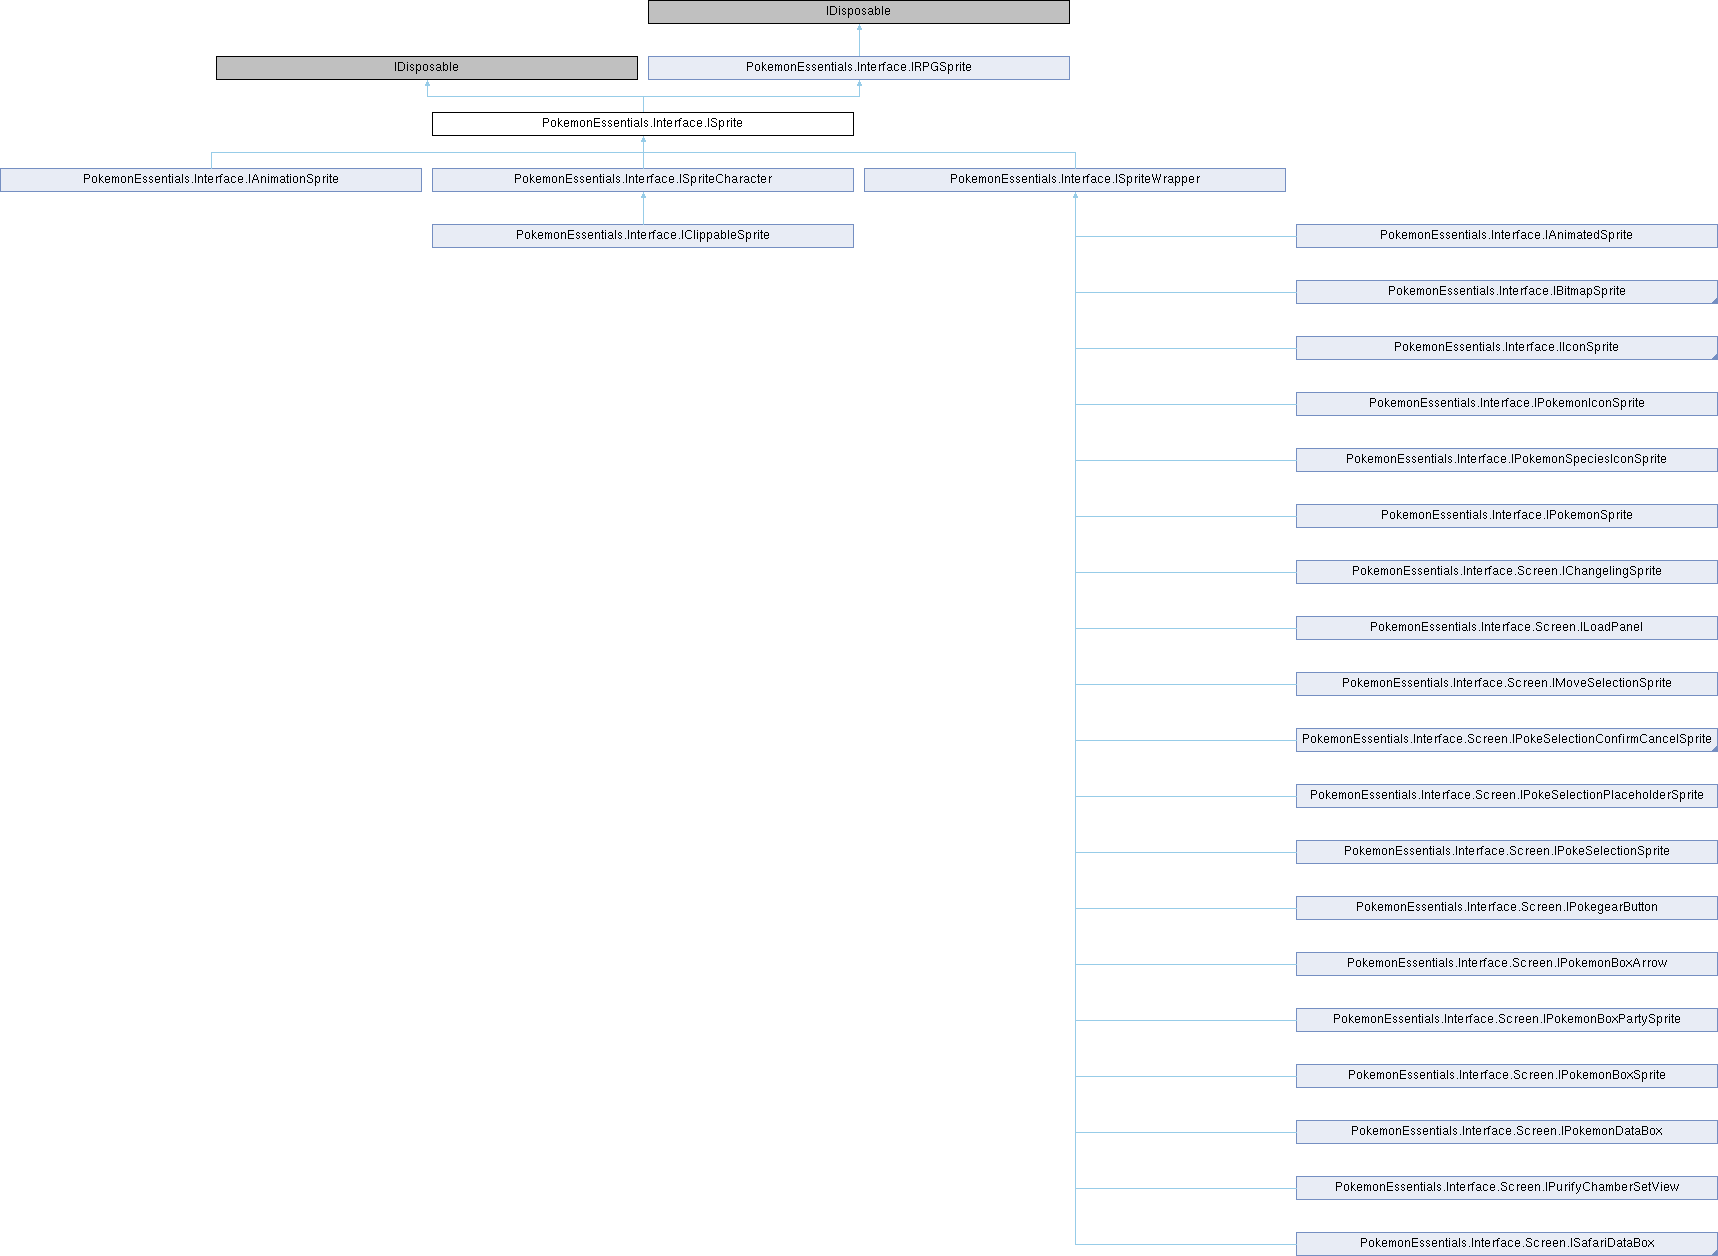 IDisposable
IDisposable
PokemonEssentials.Interface.IRPGSprite
PokemonEssentials.Interface.ISprite
PokemonEssentials.Interface.IAnimationSprite
PokemonEssentials.Interface.ISpriteCharacter
PokemonEssentials.Interface.ISpriteWrapper
PokemonEssentials.Interface.IClippableSprite
PokemonEssentials.Interface.IAnimatedSprite
PokemonEssentials.Interface.IBitmapSprite
PokemonEssentials.Interface.IIconSprite
PokemonEssentials.Interface.IPokemonIconSprite
PokemonEssentials.Interface.IPokemonSpeciesIconSprite
PokemonEssentials.Interface.IPokemonSprite
PokemonEssentials.Interface.Screen.IChangelingSprite
PokemonEssentials.Interface.Screen.ILoadPanel
PokemonEssentials.Interface.Screen.IMoveSelectionSprite
PokemonEssentials.Interface.Screen.IPokeSelectionConfirmCancelSprite
PokemonEssentials.Interface.Screen.IPokeSelectionPlaceholderSprite
PokemonEssentials.Interface.Screen.IPokeSelectionSprite
PokemonEssentials.Interface.Screen.IPokegearButton
PokemonEssentials.Interface.Screen.IPokemonBoxArrow
PokemonEssentials.Interface.Screen.IPokemonBoxPartySprite
PokemonEssentials.Interface.Screen.IPokemonBoxSprite
PokemonEssentials.Interface.Screen.IPokemonDataBox
PokemonEssentials.Interface.Screen.IPurifyChamberSetView
PokemonEssentials.Interface.Screen.ISafariDataBox